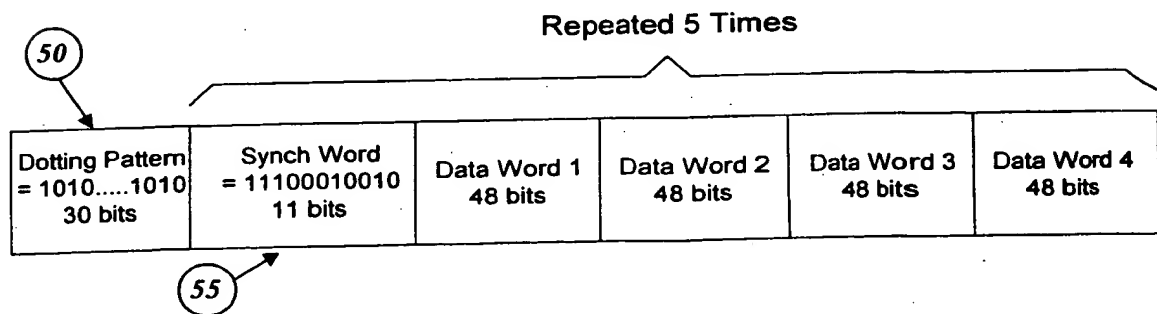 Repeated 5 Times
50
Dotting Pattern
= 1010.....1010
30 bits
Synch Word
= 11100010010
11 bits
Data Word 1
48 bits
Data Word 2
48 bits
Data Word 3
48 bits
Data Word 4
48 bits
55